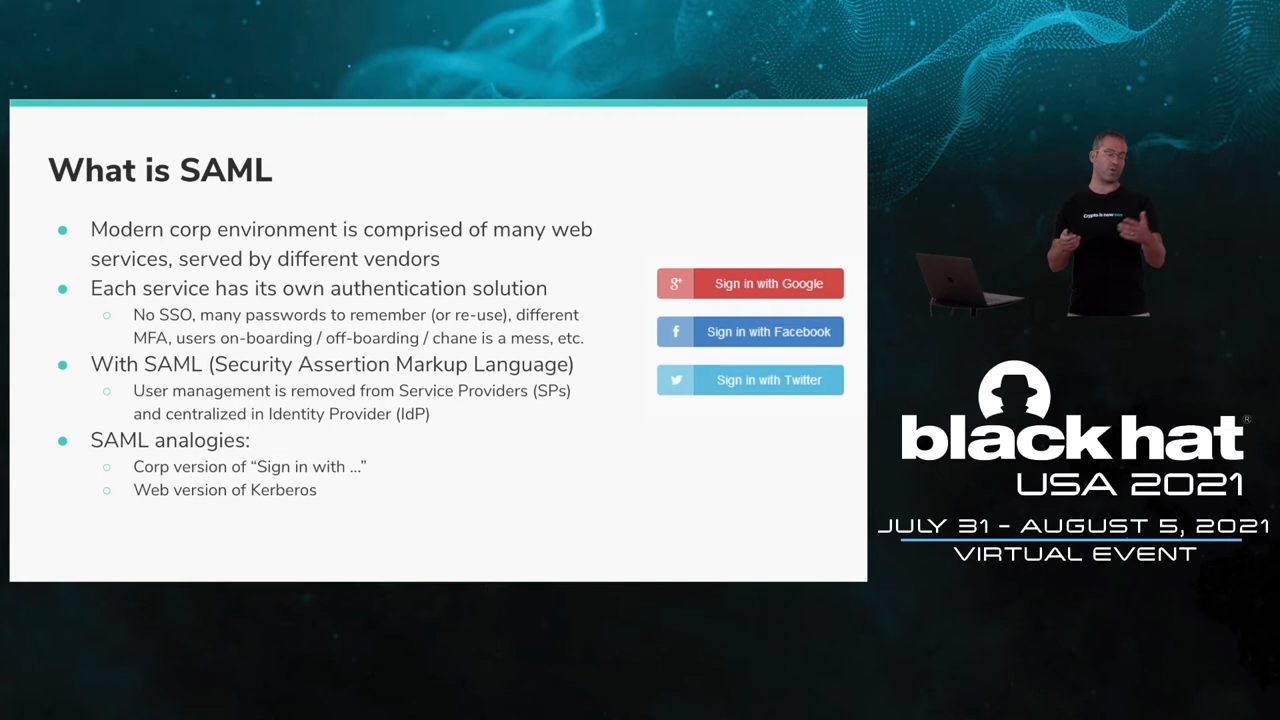 What is SAML
● Modern corp environment is comprised of many web
services, served by different vendors
● Each service has its own authentication solution
○ No SSO, many passwords to remember (or re-use), different
MFA, users on-boarding / off-boarding / chane is a mess, etc.
● With SAML (Security Assertion Markup Language)
○ User management is removed from Service Providers (SPs)
and centralized in Identity Provider (IdP)
● SAML analogies:
○ Corp version of “Sign in with ...”
○ Web version of Kerberos
g+ Sign in with Google
f Sign in with Facebook
Sign in with Twitter
Crypto is now
black hat®
USA 2021
JULY 31 - AUGUST 5, 2021
VIRTUAL EVENT